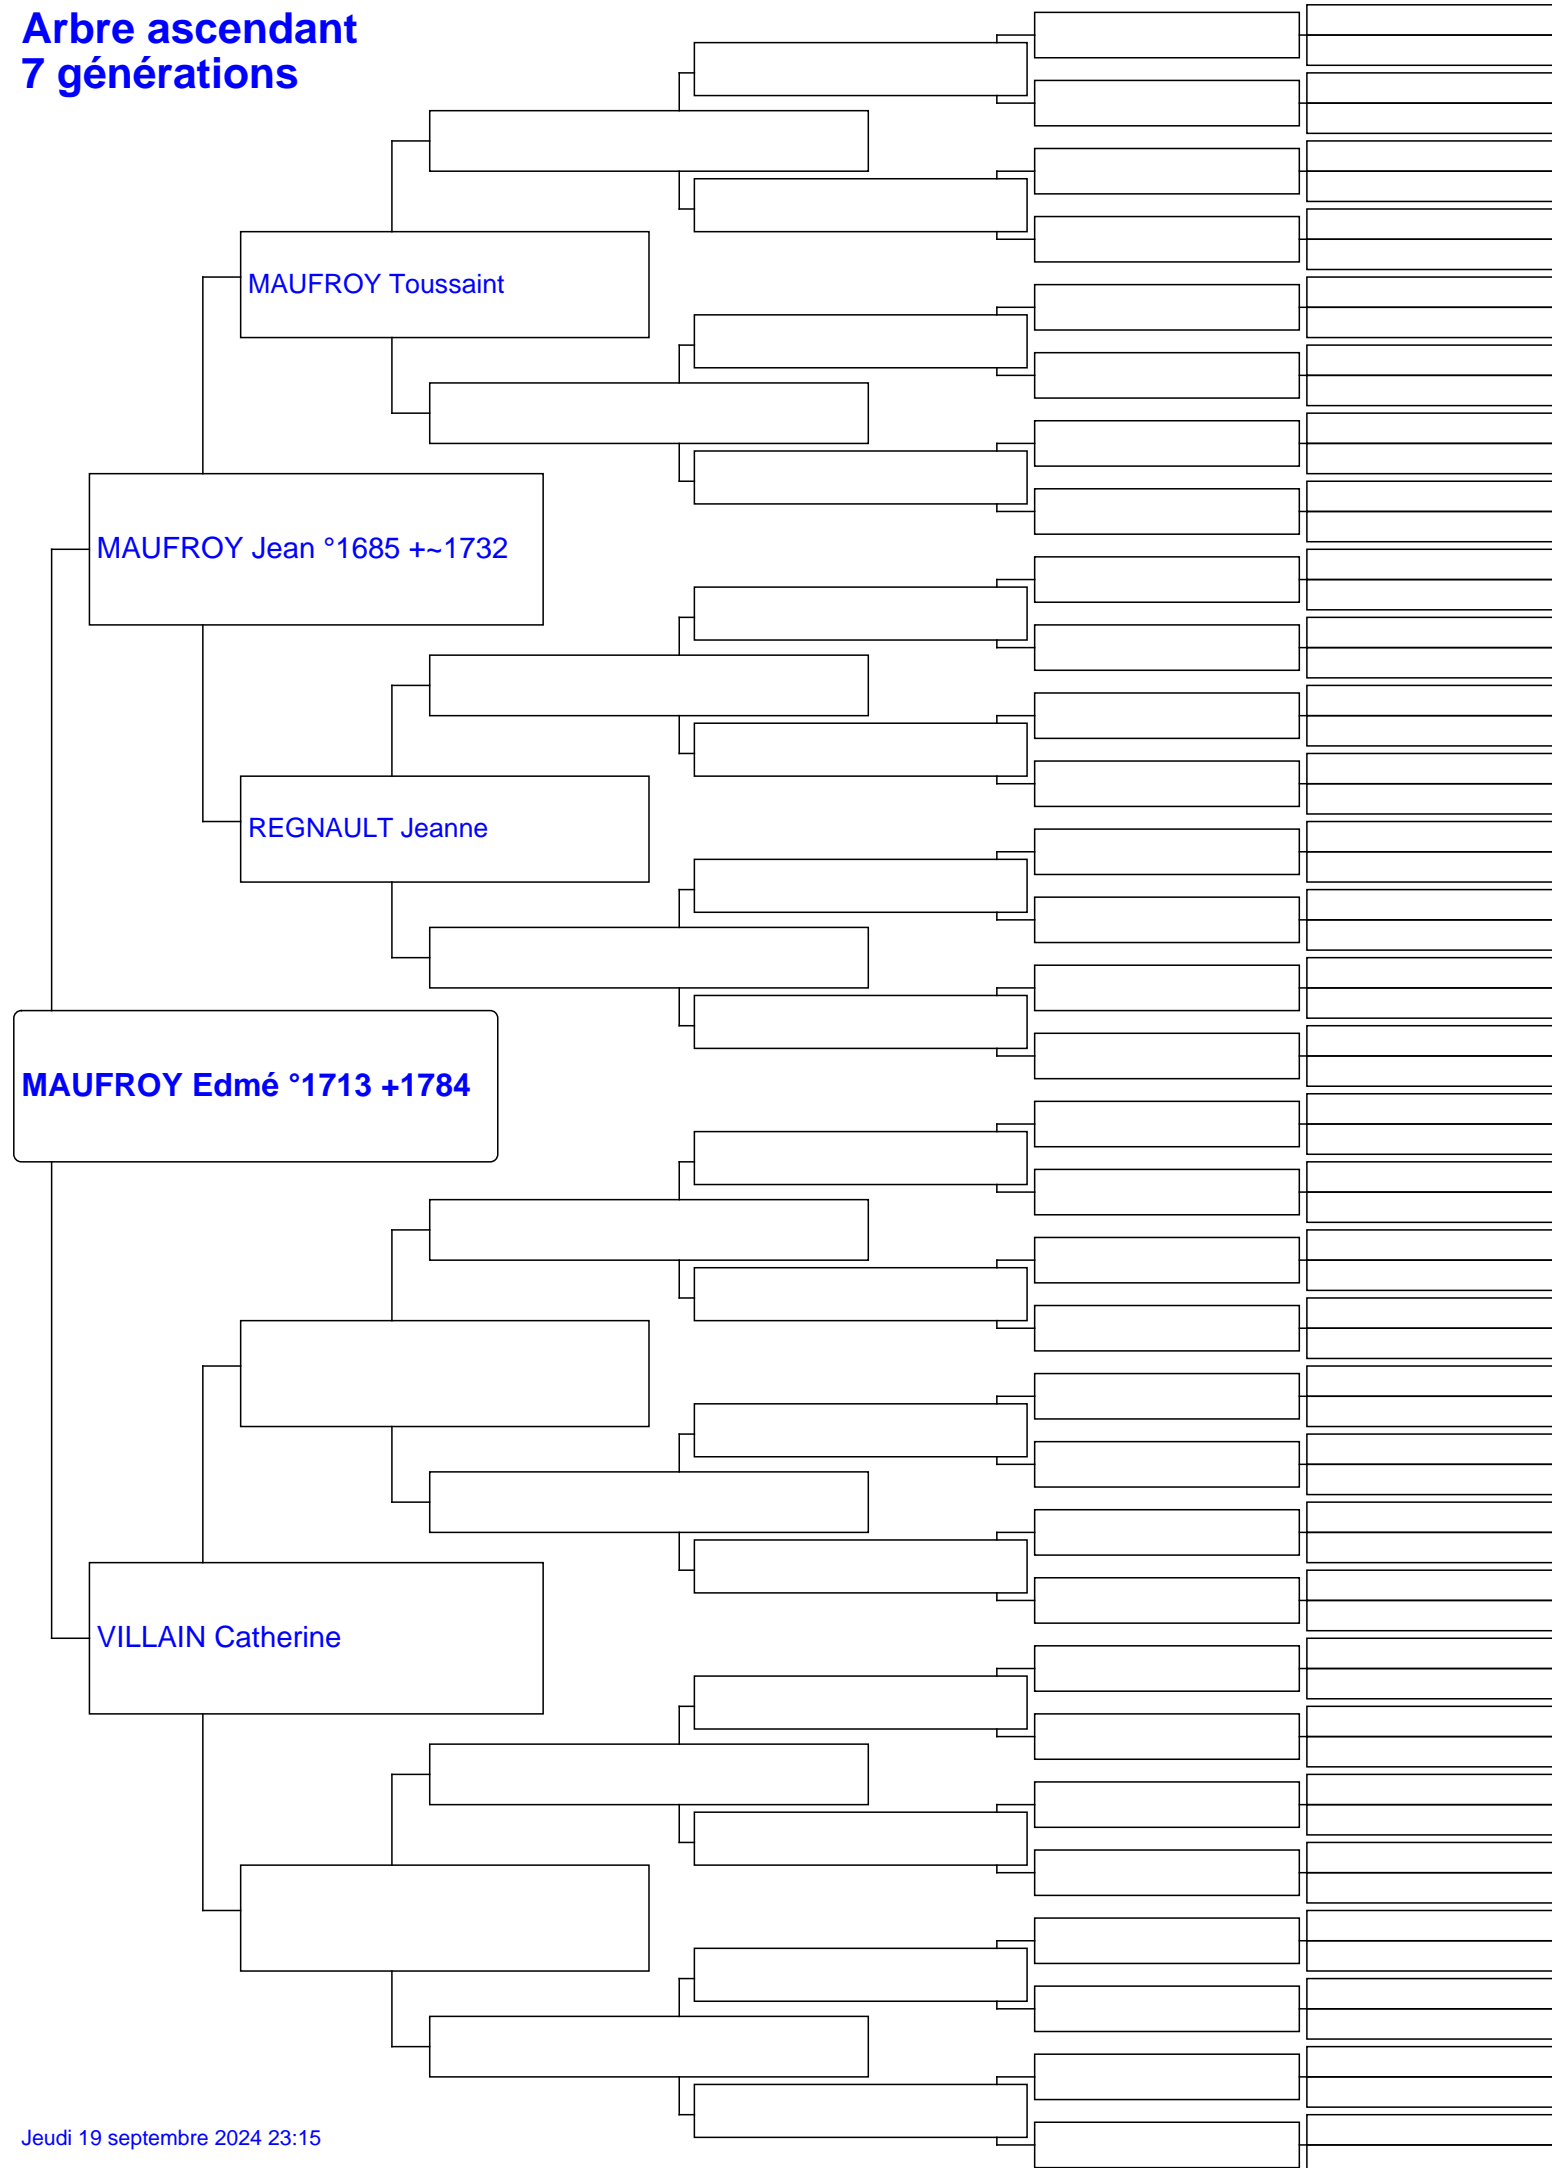 Arbre ascendant
7 générations
MAUFROY Toussaint
MAUFROY Jean °1685 +~1732
REGNAULT Jeanne
MAUFROY Edmé °1713 +1784
VILLAIN Catherine
Jeudi 19 septembre 2024 23:15